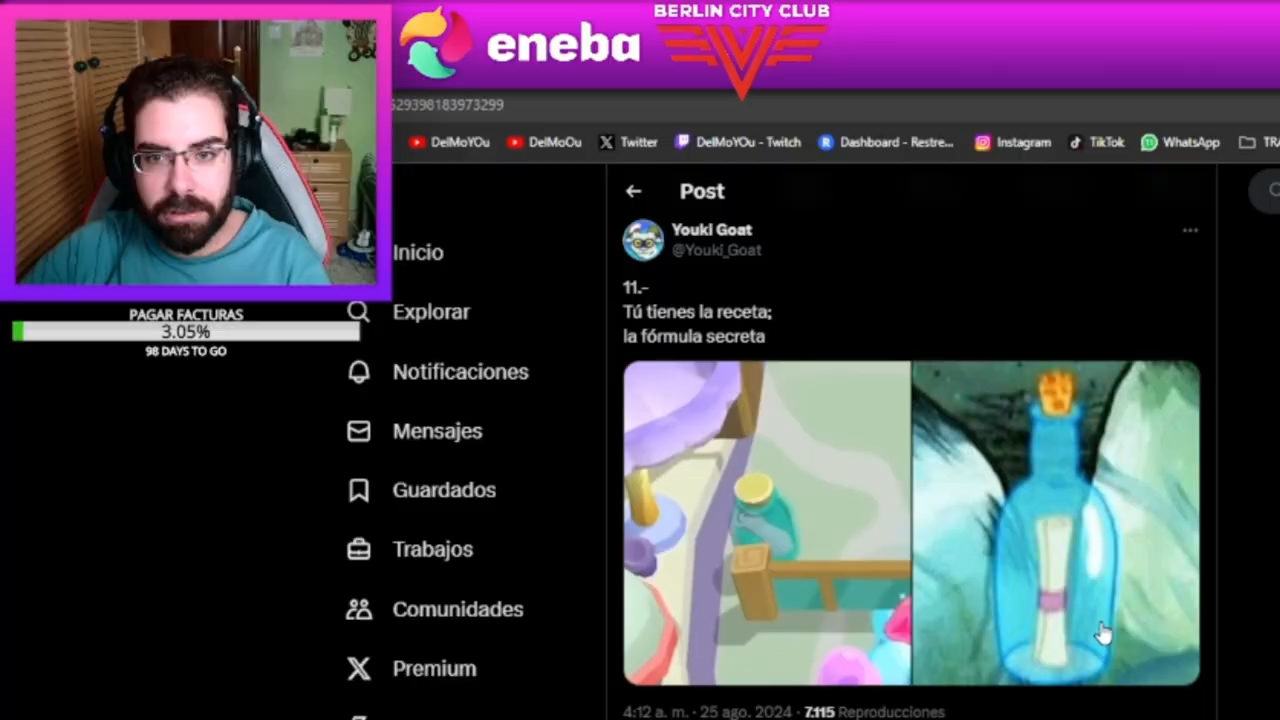 BERLIN CITY CLUB
eneba
529398183973299
DelMoYOu
DelMoOu
Twitter
DelMoYOu - Twitch
Dashboard - Restre...
Instagram
TikTok
WhatsApp
Post
Youki Goat
@Youki_Goat
Inicio
11.-
Tú tienes la receta;
la fórmula secreta
PAGAR FACTURAS
3.05%
98 DAYS TO GO
Explorar
Notificaciones
Mensajes
Guardados
Trabajos
Comunidades
Premium
4:12 a. m. · 25 ago. 2024 · 7.115 Reproducciones